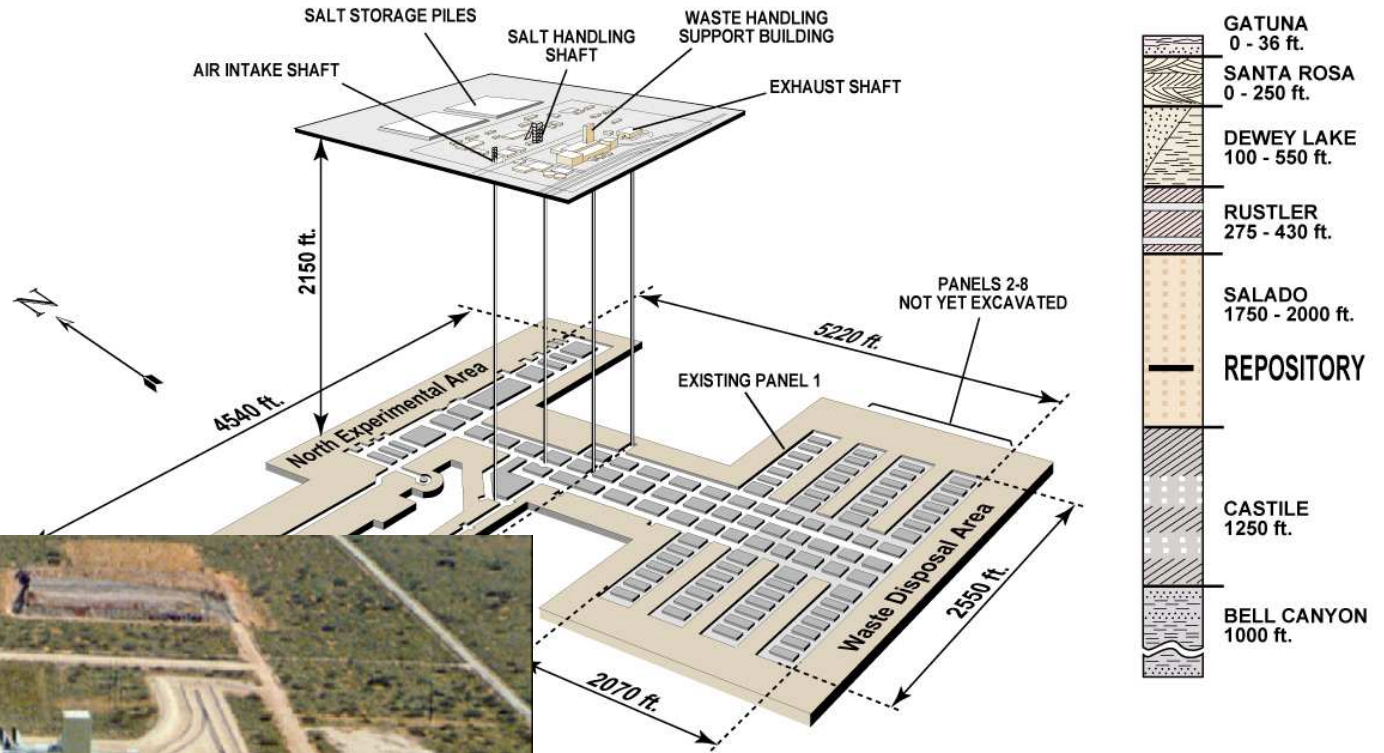 SALT STORAGE PILES
SALT HANDLING
SHAFT
WASTE HANDLING
SUPPORT BUILDING
AIR INTAKE SHAFT
EXHAUST SHAFT
2150 ft.
N
4540 ft.
North Experimental Area
5220 ft.
PANELS 2-8
NOT YET EXCAVATED
EXISTING PANEL 1
Waste Disposal Area
2550 ft.
2070 ft.
GATUNA
0 - 36 ft.
SANTA ROSA
0 - 250 ft.
DEWEY LAKE
100 - 550 ft.
RUSTLER
275 - 430 ft.
SALADO
1750 - 2000 ft.
REPOSITORY
CASTILE
1250 ft.
BELL CANYON
1000 ft.